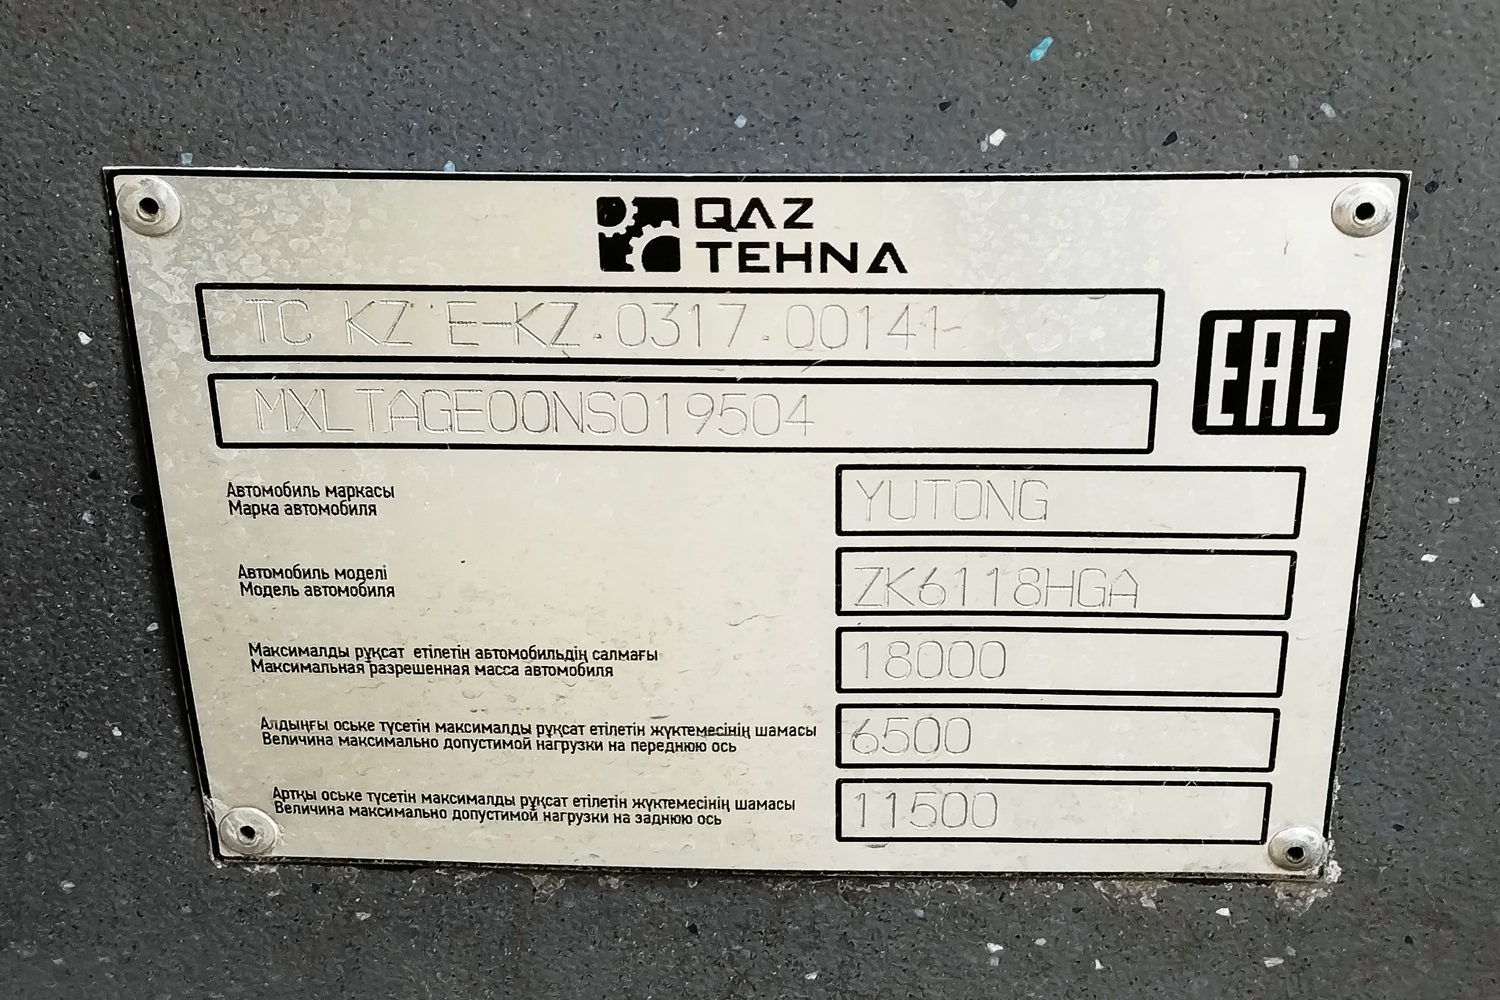 QAZ
TEHNA
TC KZ E-KZ.0317.00141
EAC
MXLTAGE00NS019504
Автомобиль маркасы
Марка автомобиля
YUTONG
Автомобиль моделі
Модель автомобиля
ZK6118HGA
Максималды рұқсат етілетін автомобильдің салмағы
Максимальная разрешенная масса автомобиля
18000
Алдыңғы оське түсетін максималды рұқсат етілетін жүктемесінің шамасы
Величина максимально допустимой нагрузки на переднюю ось
6500
Артқы оське түсетін максималды рұқсат етілетін жүктемесінің шамасы
Величина максимально допустимой нагрузки на заднюю ось
11500